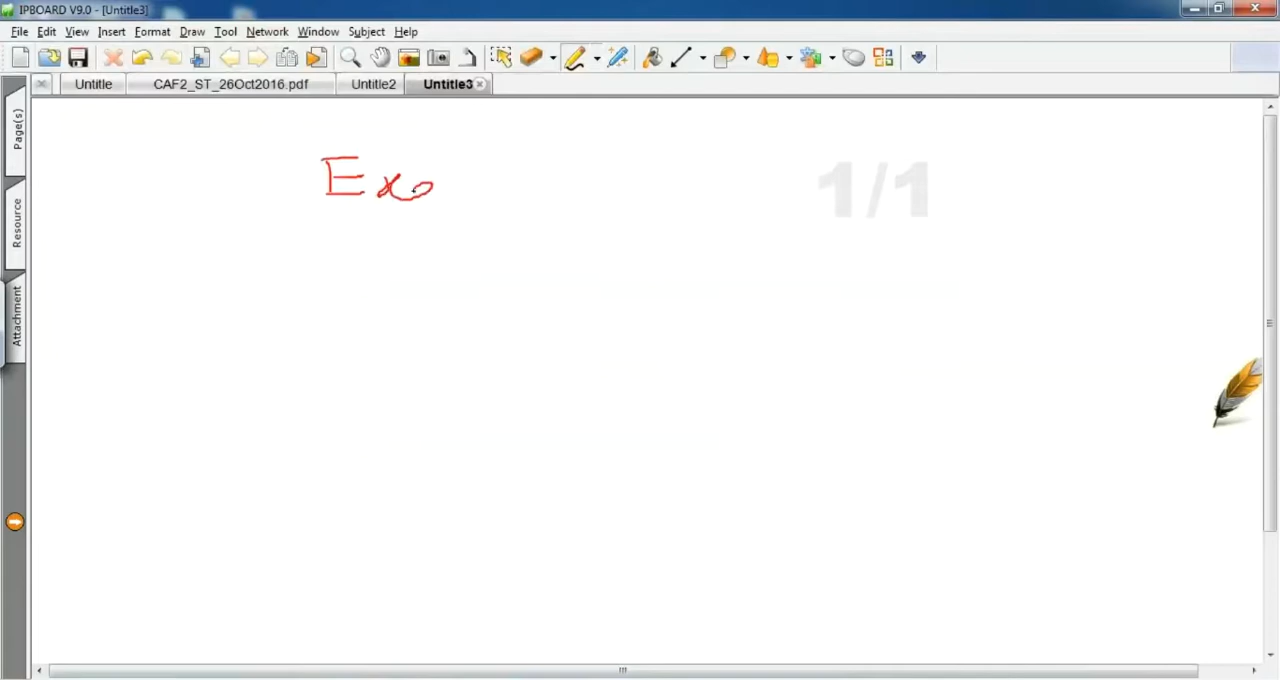 IPBOARD V9.0 - [Untitle3]
File Edit View Insert Format Draw Tool Network Window Subject Help
Untitle CAF2_ST_26Oct2016.pdf Untitle2 Untitle3
Page(s)
Resource
Attachment
Exa
1/1